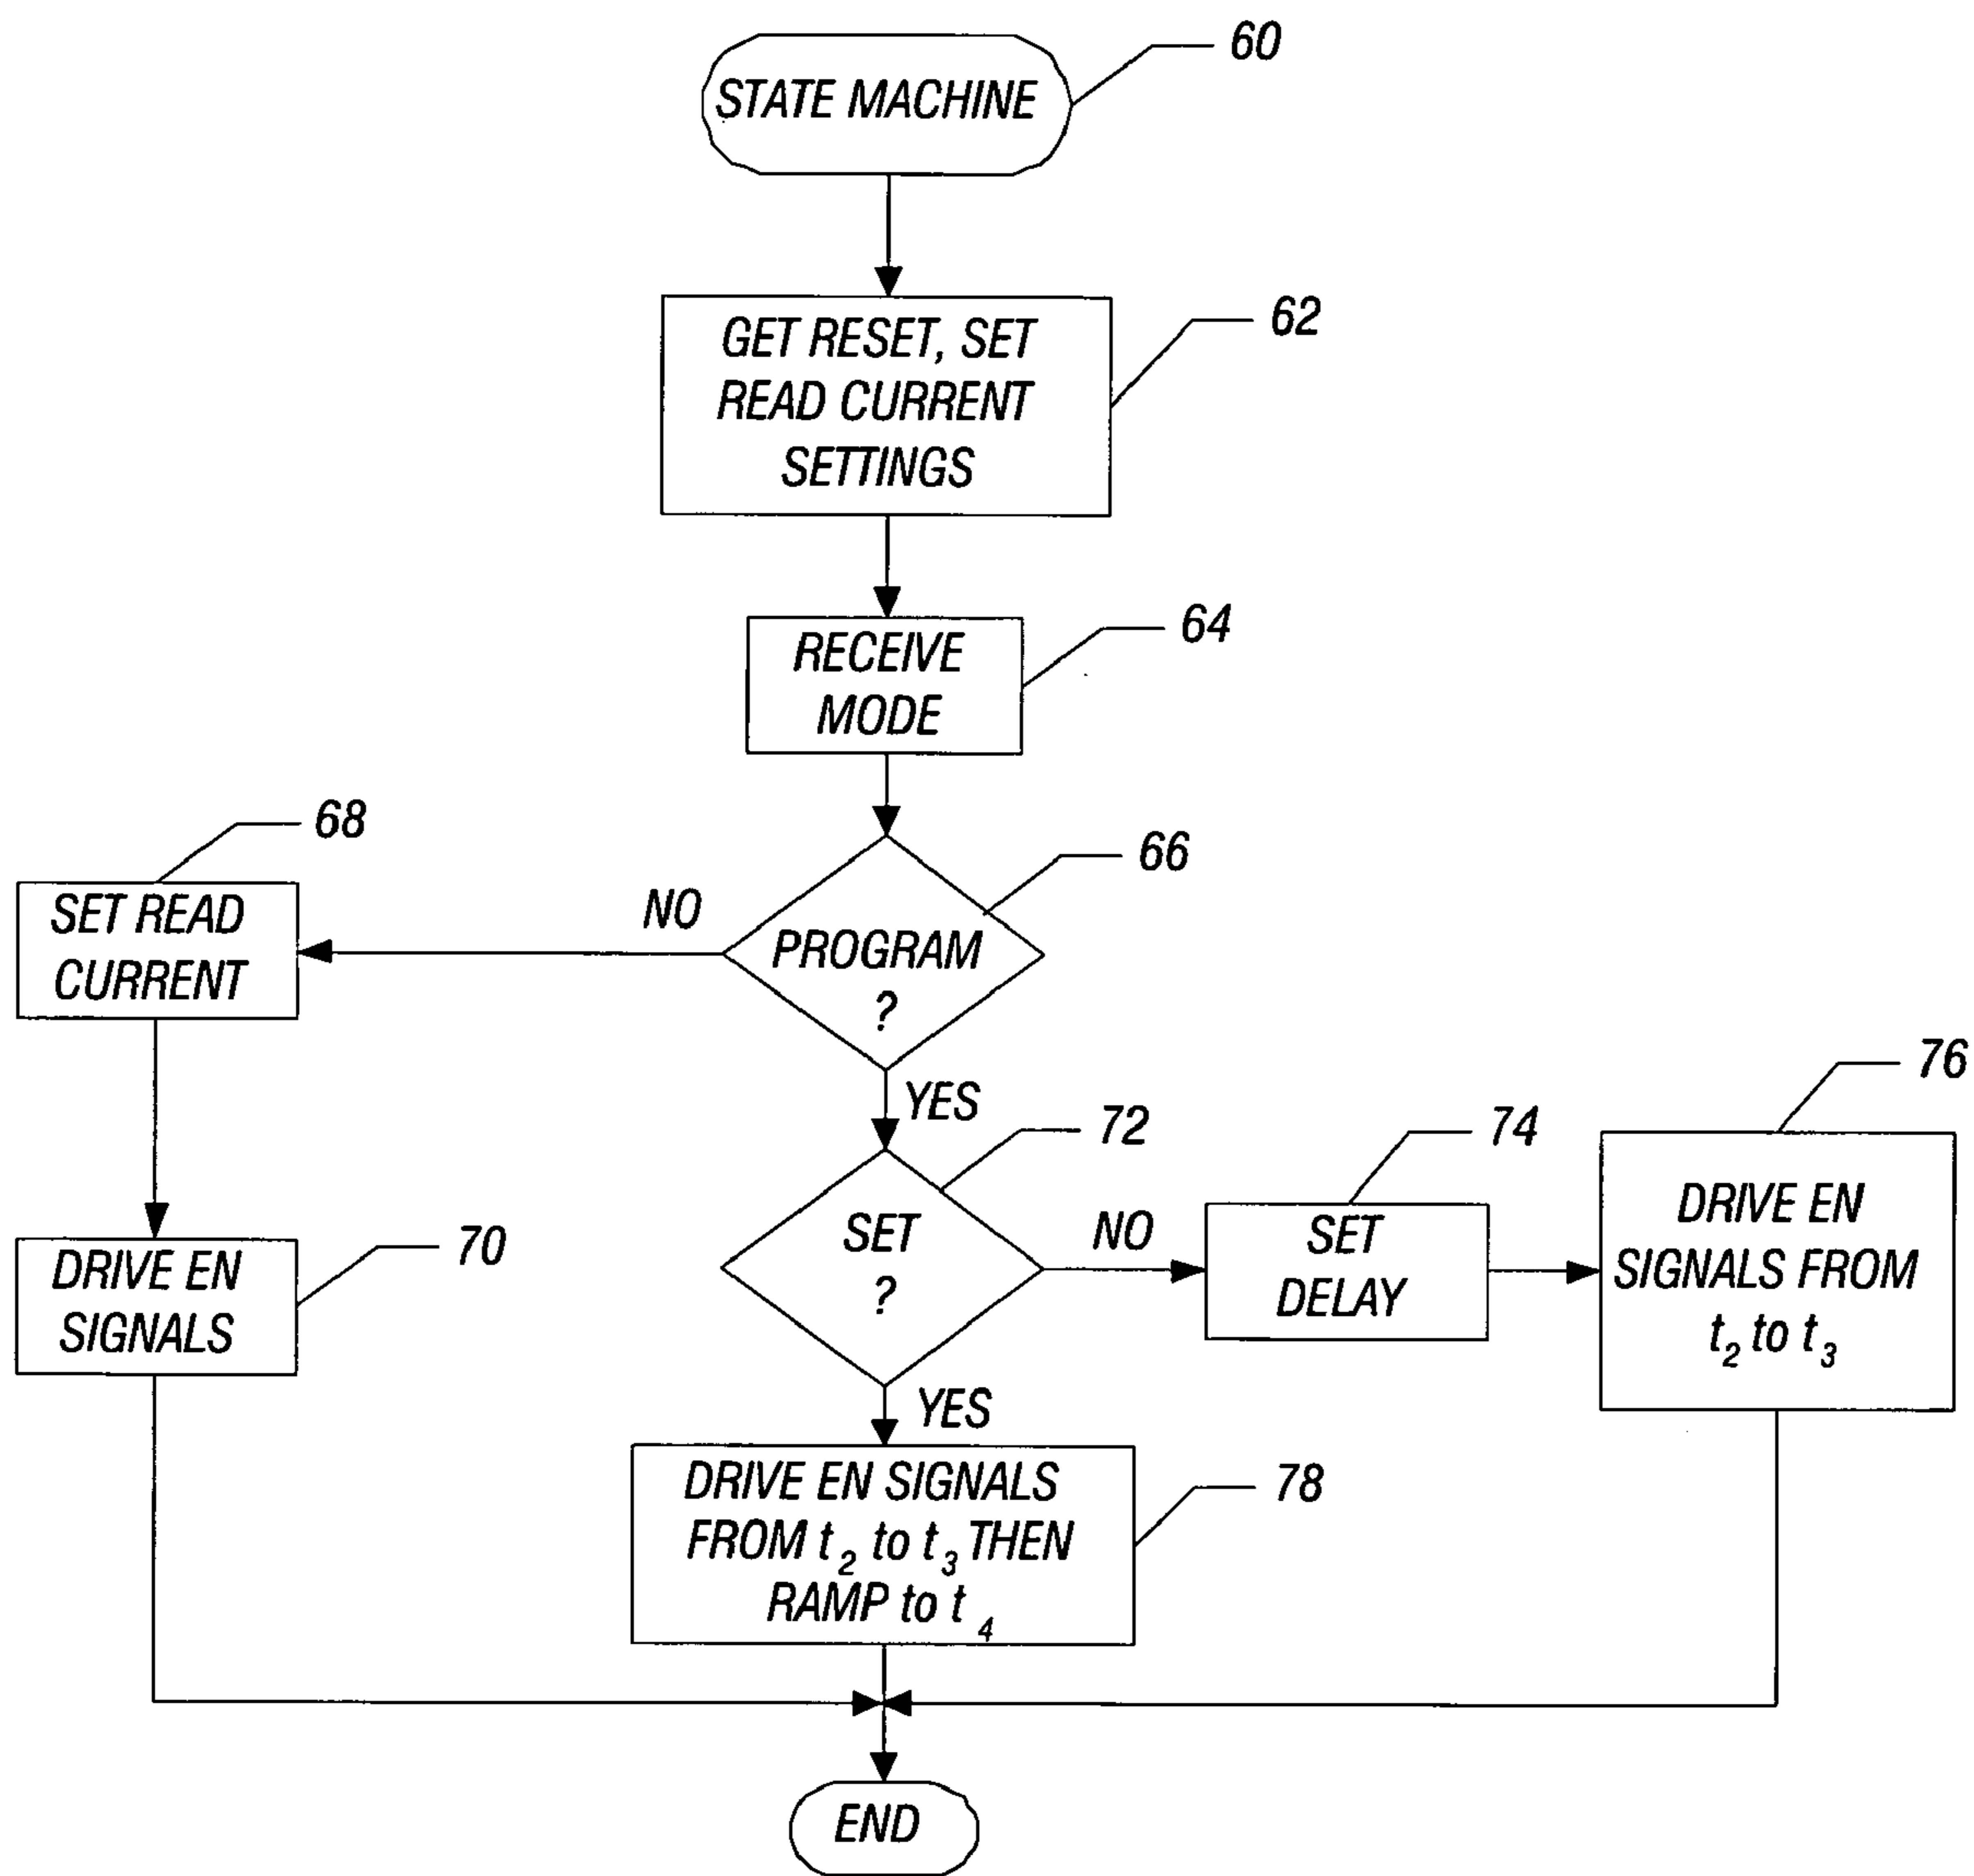 STATE MACHINE
60
GET RESET, SET
READ CURRENT
SETTINGS
62
RECEIVE
MODE
64
68
SET READ
CURRENT
NO
PROGRAM
?
66
YES
DRIVE EN
SIGNALS
70
SET
?
72
NO
SET
DELAY
74
DRIVE EN
SIGNALS FROM
t2 to t3
76
YES
DRIVE EN SIGNALS
FROM t2 to t3 THEN
RAMP to t4
78
END